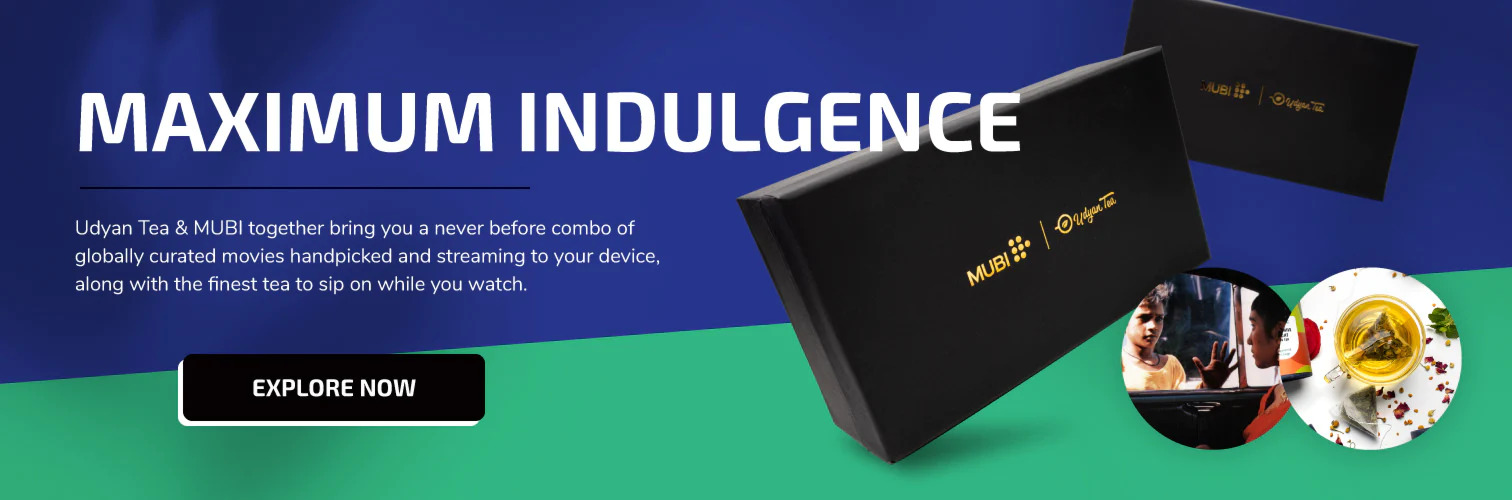 MAXIMUM INDULGENCE
Udyan Tea & MUBI together bring you a never before combo of
globally curated movies handpicked and streaming to your device,
along with the finest tea to sip on while you watch.
EXPLORE NOW
MUBI | Udyan Tea
MUBI | Udyan Tea